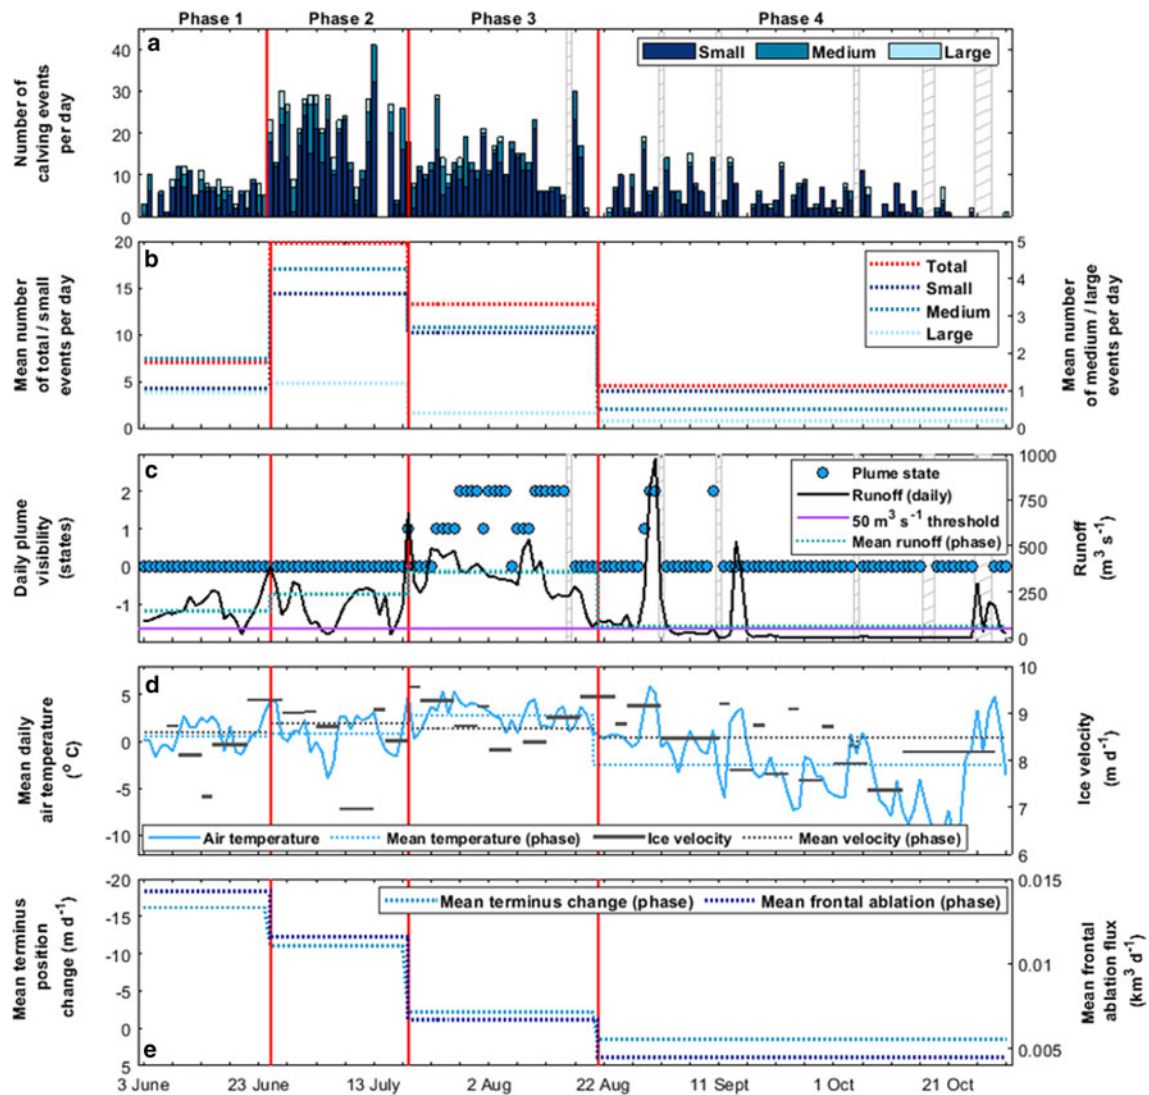 Phase 1 Phase 2 Phase 3 Phase 4
a
Small Medium Large
Number of
calving events
per day
40
30
20
10
0
b
Mean number
of total / small
events per day
20
15
10
5
0
Total
Small
Medium
Large
5
4
3
2
1
0
Mean number
of medium / large
events per day
c
Daily plume
visibility
(states)
2
1
0
-1
Plume state
Runoff (daily)
50 m³ s⁻¹ threshold
Mean runoff (phase)
1000
750
500
250
0
Runoff
(m³ s⁻¹)
d
Mean daily
air temperature
(° C)
5
0
-5
-10
Air temperature Mean temperature (phase) Ice velocity Mean velocity (phase)
10
9
8
7
6
Ice velocity
(m d⁻¹)
e
Mean terminus
position
change (m d⁻¹)
-20
-15
-10
-5
0
5
Mean terminus change (phase) Mean frontal ablation (phase)
0.015
0.01
0.005
Mean frontal
ablation flux
(km³ d⁻¹)
3 June 23 June 13 July 2 Aug 22 Aug 11 Sept 1 Oct 21 Oct